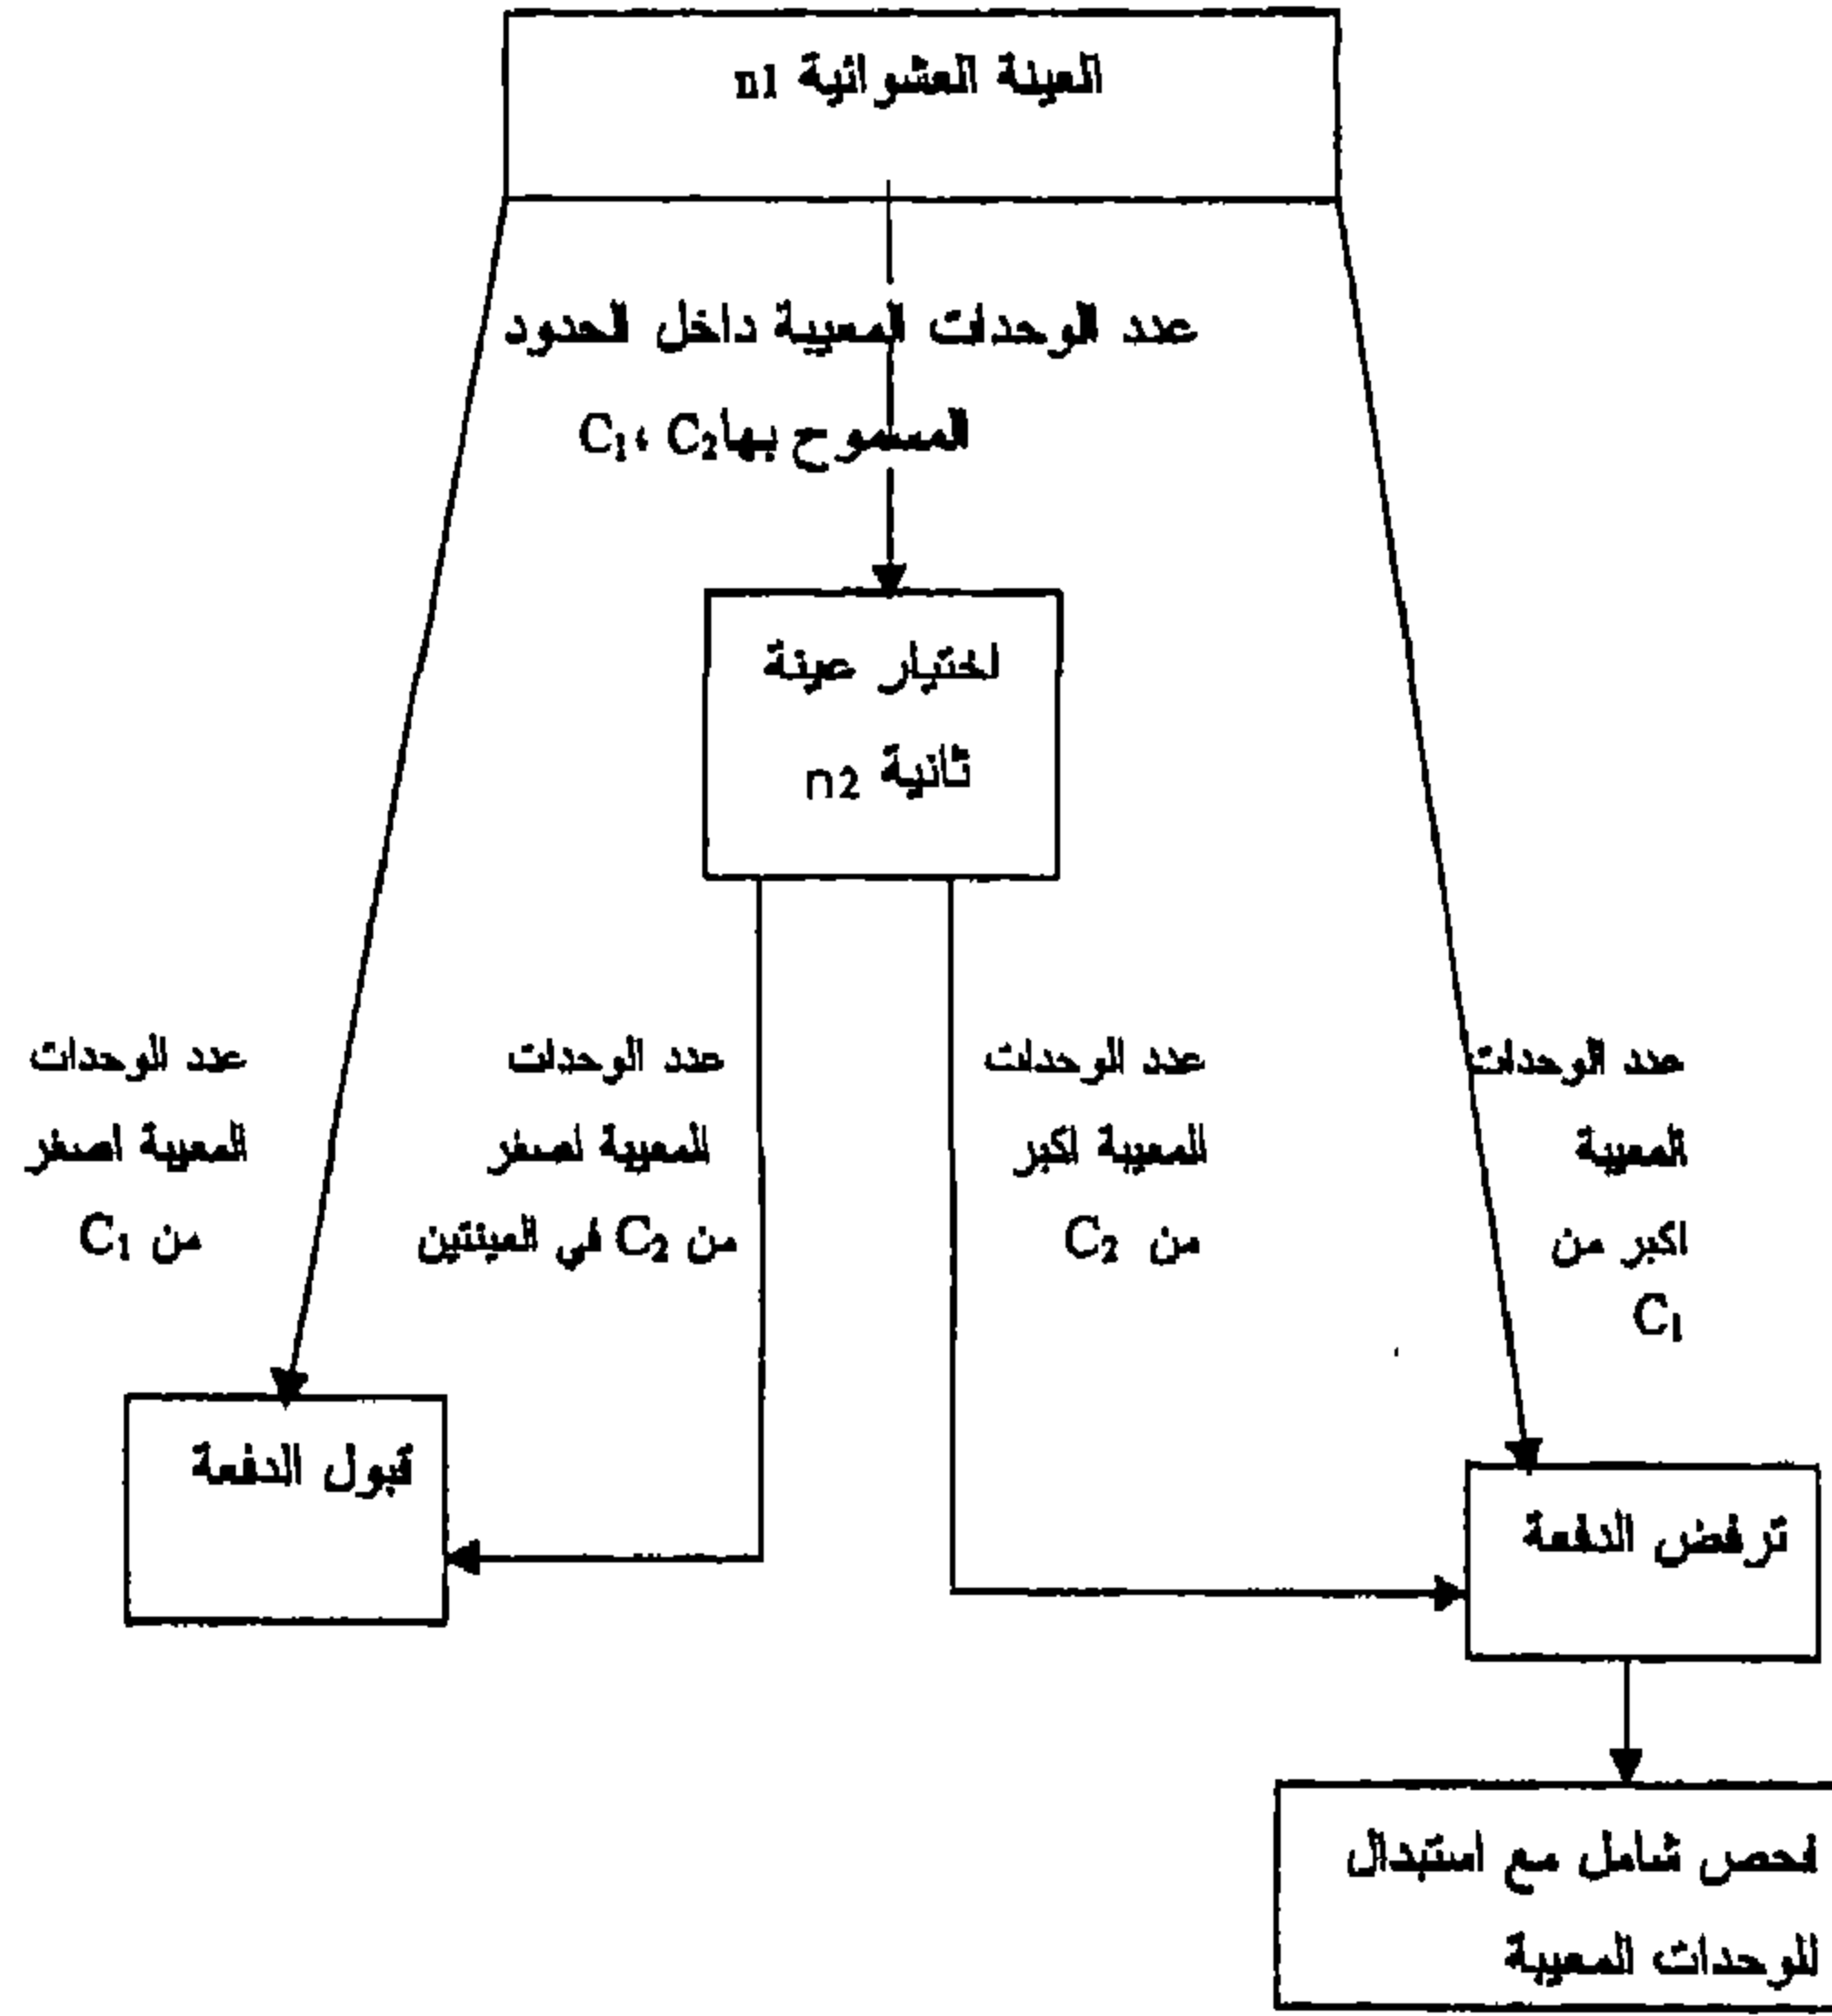 العينة العشوائية n1
عدد الوحدات المعيبة داخل الحدود
المسموح بها C₁، C₂
اختيار عينة
ثانية n2
عدد الوحدات
المعيبة اكبر من
C₁
عدد الوحدات
المعيبة اكبر
من C₂
عدد الوحدات
المعيبة اصغر
من C₂ في العينتين
عدد الوحدات
المعيبة اصغر
من C₁
قبول الدفعة
ترفض الدفعة
فحص شامل مع استبدال
للوحدات المعيبة